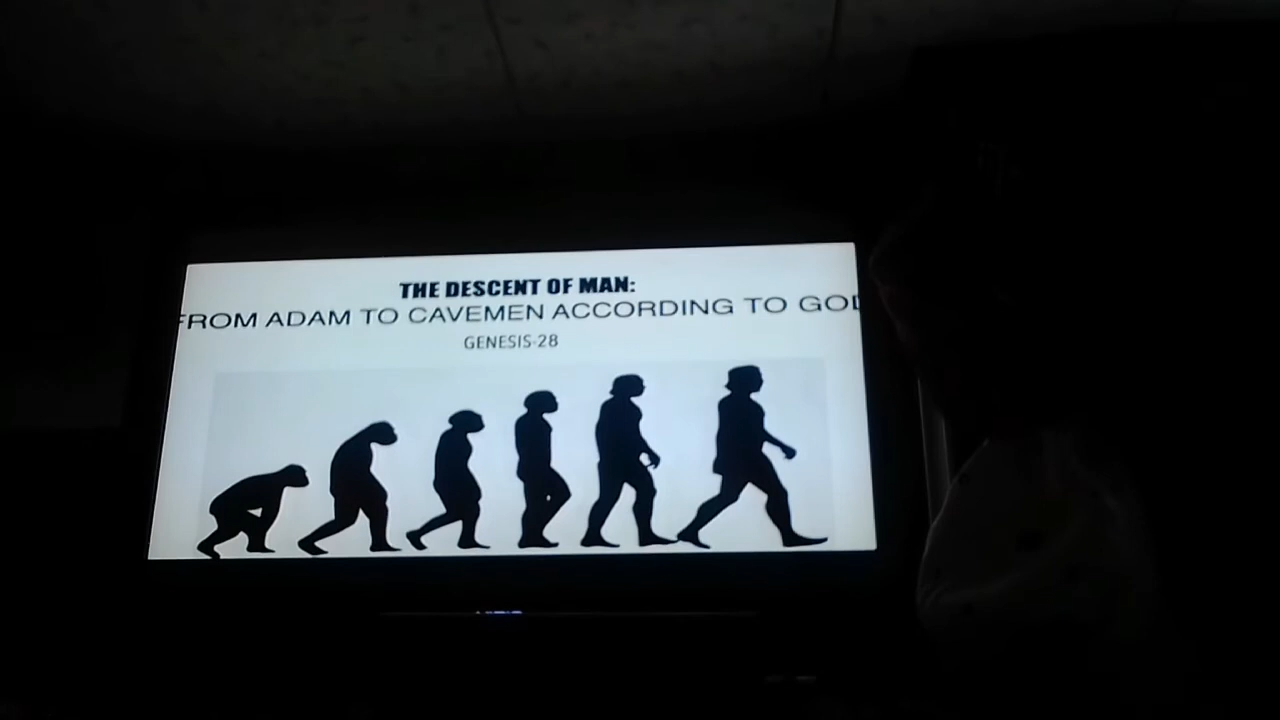 THE DESCENT OF MAN:
FROM ADAM TO CAVEMEN ACCORDING TO GOD
GENESIS-28